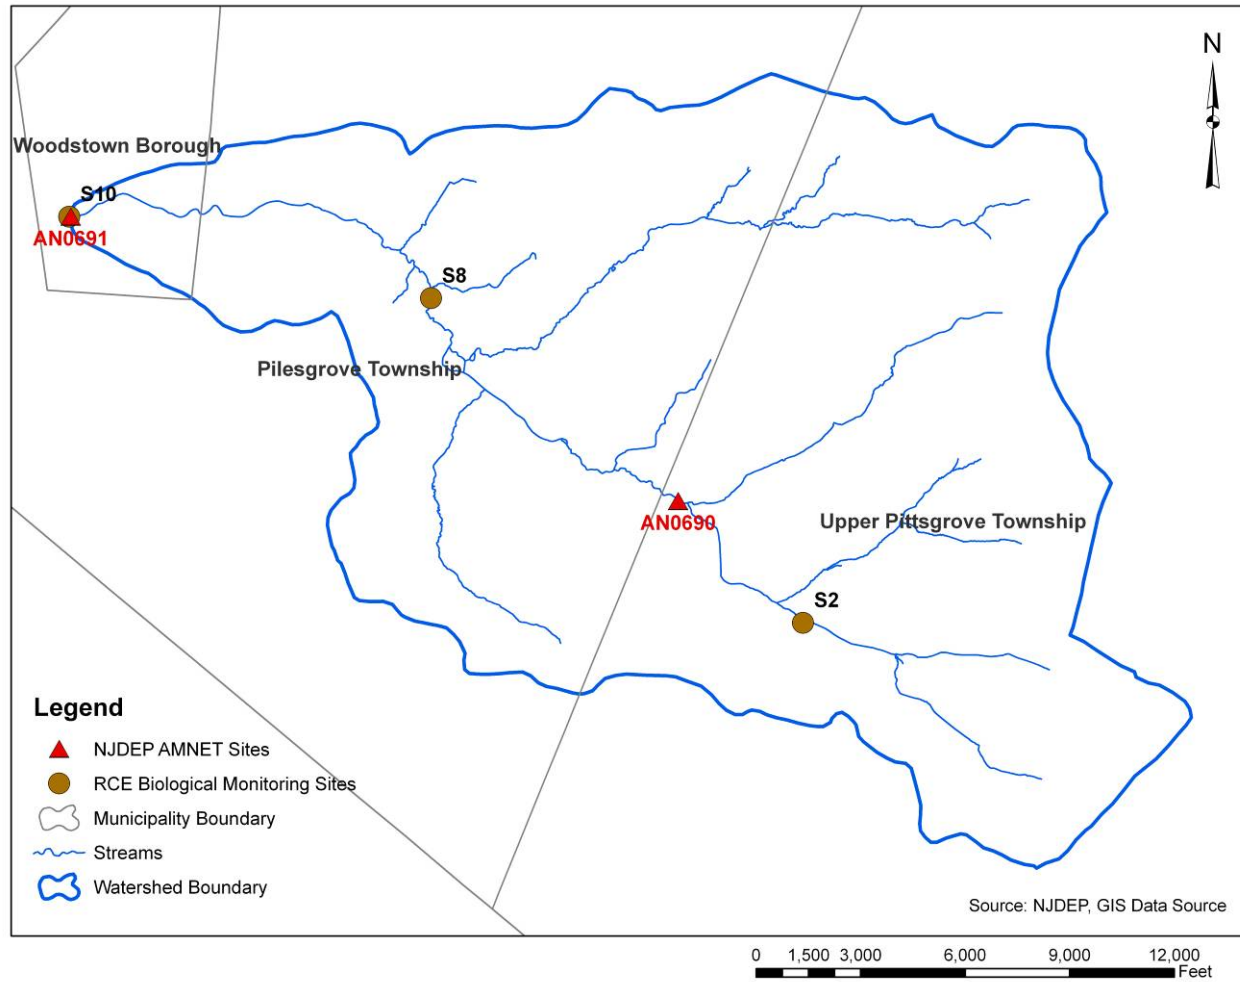 N
Woodstown Borough
S10
AN0691
S8
Pilesgrove Township
AN0690
Upper Pittsgrove Township
S2
Legend
NJDEP AMNET Sites
RCE Biological Monitoring Sites
Municipality Boundary
Streams
Watershed Boundary
Source: NJDEP, GIS Data Source
0 1,500 3,000 6,000 9,000 12,000
Feet